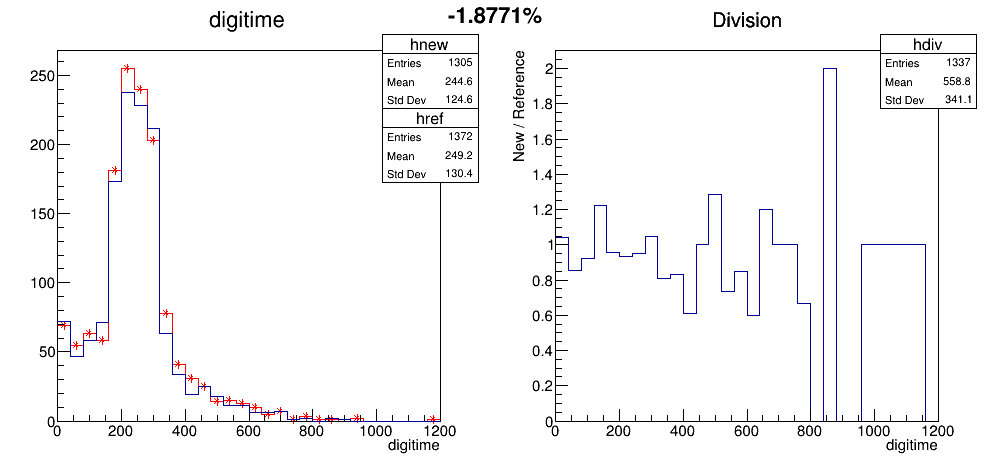 digitime
-1.8771%
Division
hnew
Entries 1305
Mean 244.6
Std Dev 124.6
href
Entries 1372
Mean 249.2
Std Dev 130.4
250
200
150
100
50
0
0 200 400 600 800 1000 1200
digitime
hdiv
Entries 1337
Mean 558.8
Std Dev 341.1
New / Reference
2
1.8
1.6
1.4
1.2
1
0.8
0.6
0.4
0.2
0
0 200 400 600 800 1000 1200
digitime